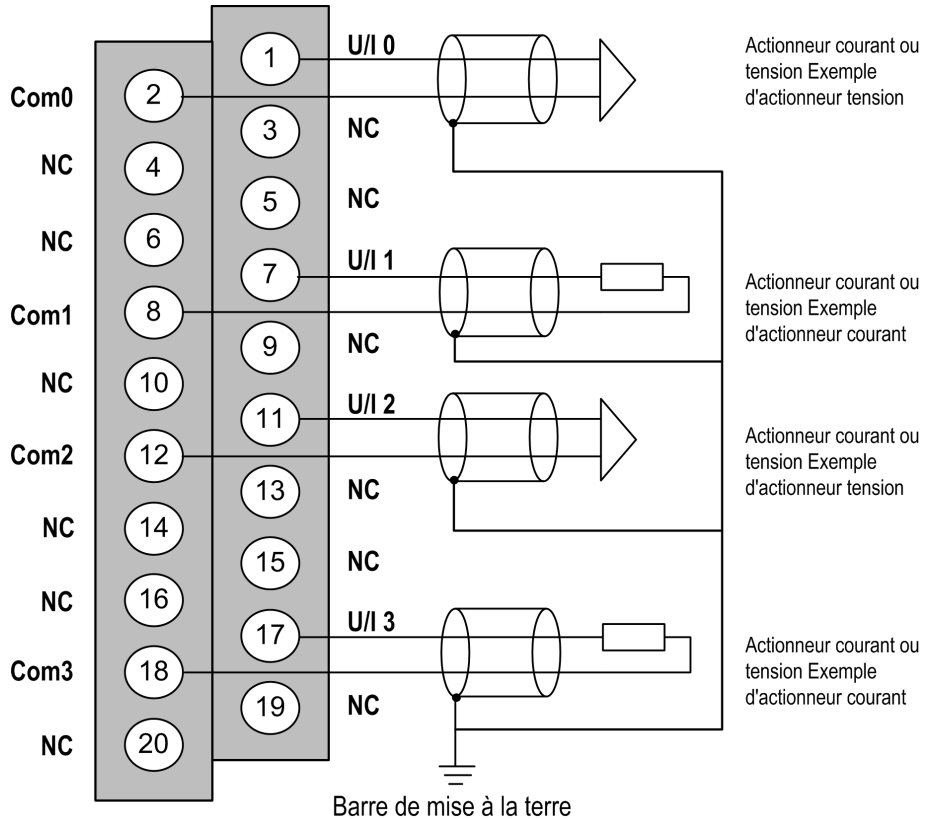 1
U/I 0
Actionneur courant ou
tension Exemple
d'actionneur tension
Com0
2
3
NC
NC
4
5
NC
NC
6
7
U/I 1
Actionneur courant ou
tension Exemple
d'actionneur courant
Com1
8
9
NC
NC
10
11
U/I 2
Actionneur courant ou
tension Exemple
d'actionneur tension
Com2
12
13
NC
NC
14
15
NC
NC
16
17
U/I 3
Actionneur courant ou
tension Exemple
d'actionneur courant
Com3
18
19
NC
NC
20
Barre de mise à la terre